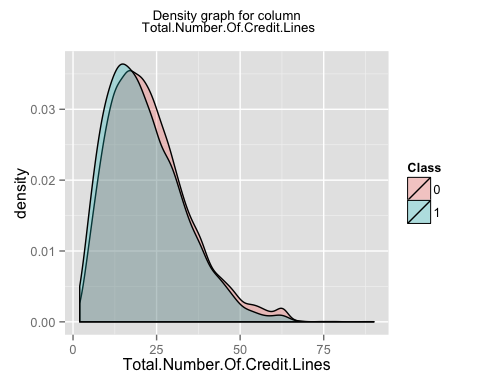 Density graph for column
Total.Number.Of.Credit.Lines
density
0.03
0.02
0.01
0.00
0 25 50 75
Total.Number.Of.Credit.Lines
Class
0
1